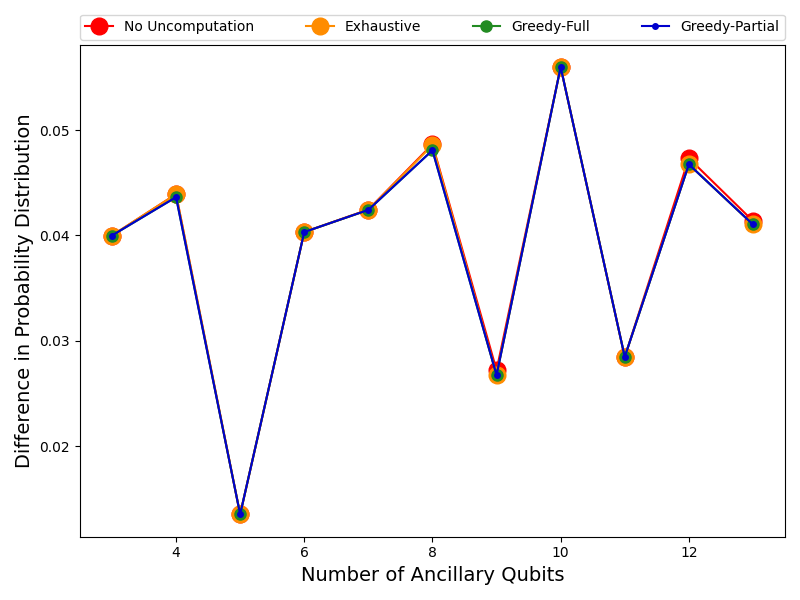 No Uncomputation Exhaustive Greedy-Full Greedy-Partial
Difference in Probability Distribution
0.05
0.04
0.03
0.02
4 6 8 10 12
Number of Ancillary Qubits